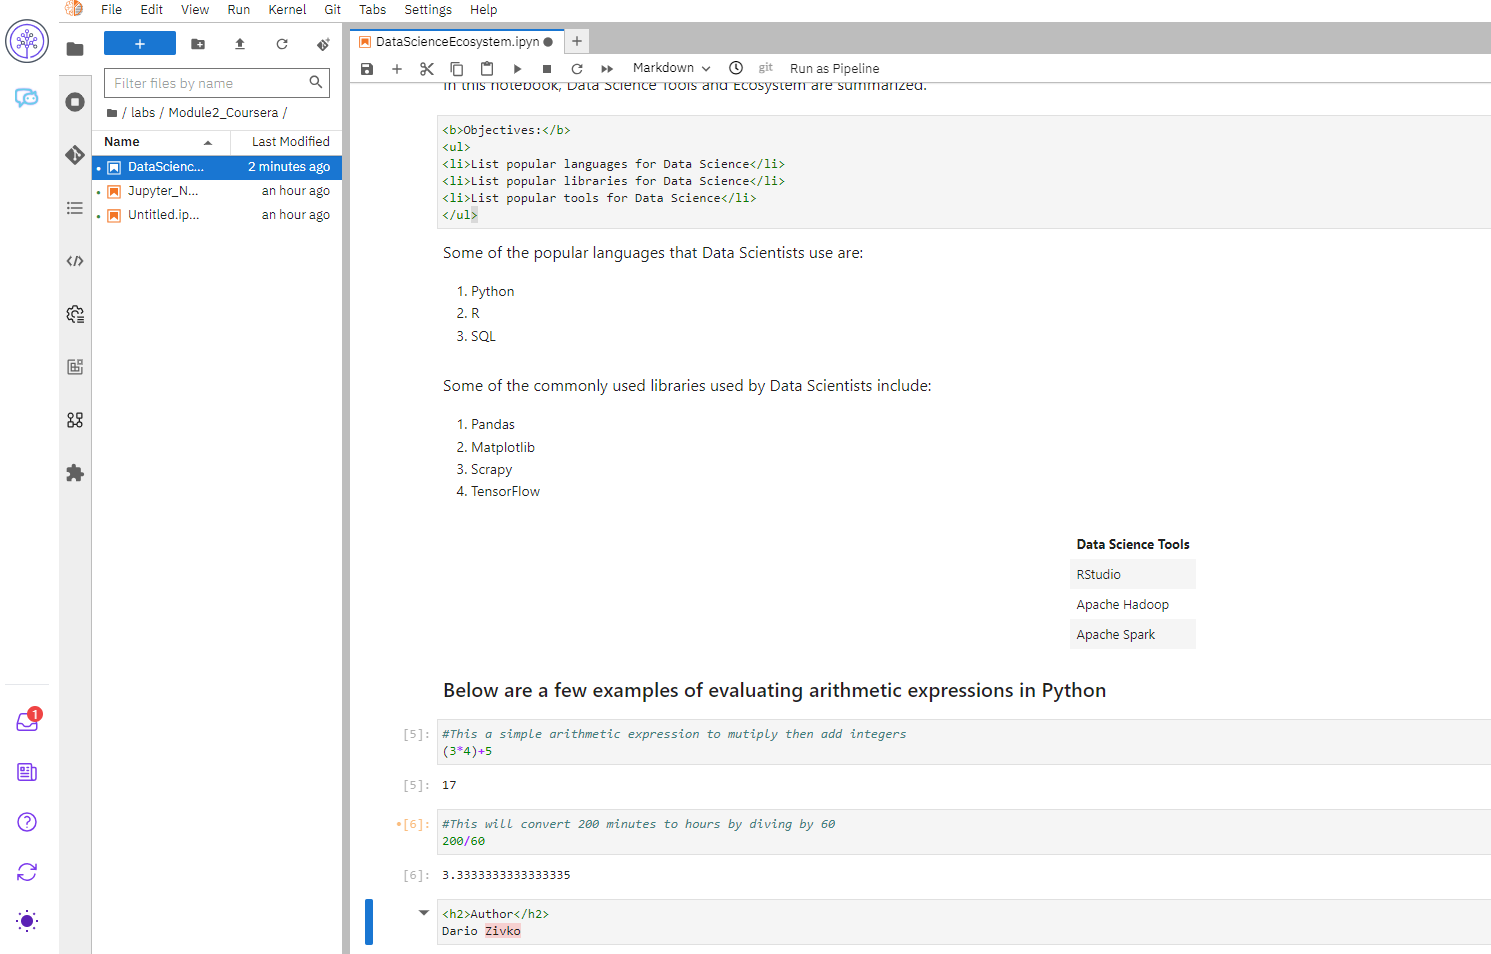 File Edit View Run Kernel Git Tabs Settings Help
DataScienceEcosystem.ipyn
Markdown git Run as Pipeline
Filter files by name
/ labs / Module2_Coursera /
Name Last Modified
DataScienc... 2 minutes ago
Jupyter_N... an hour ago
Untitled.ip... an hour ago
1
In this notebook, Data Science Tools and Ecosystem are summarized.
<b>Objectives:</b>
<ul>
<li>List popular languages for Data Science</li>
<li>List popular libraries for Data Science</li>
<li>List popular tools for Data Science</li>
</ul>
Some of the popular languages that Data Scientists use are:
1. Python
2. R
3. SQL
Some of the commonly used libraries used by Data Scientists include:
1. Pandas
2. Matplotlib
3. Scrapy
4. TensorFlow
Data Science Tools
RStudio
Apache Hadoop
Apache Spark
Below are a few examples of evaluating arithmetic expressions in Python
[5]: #This a simple arithmetic expression to mutiply then add integers
(3*4)+5
[5]: 17
[6]: #This will convert 200 minutes to hours by diving by 60
200/60
[6]: 3.3333333333333335
<h2>Author</h2>
Dario Zivko